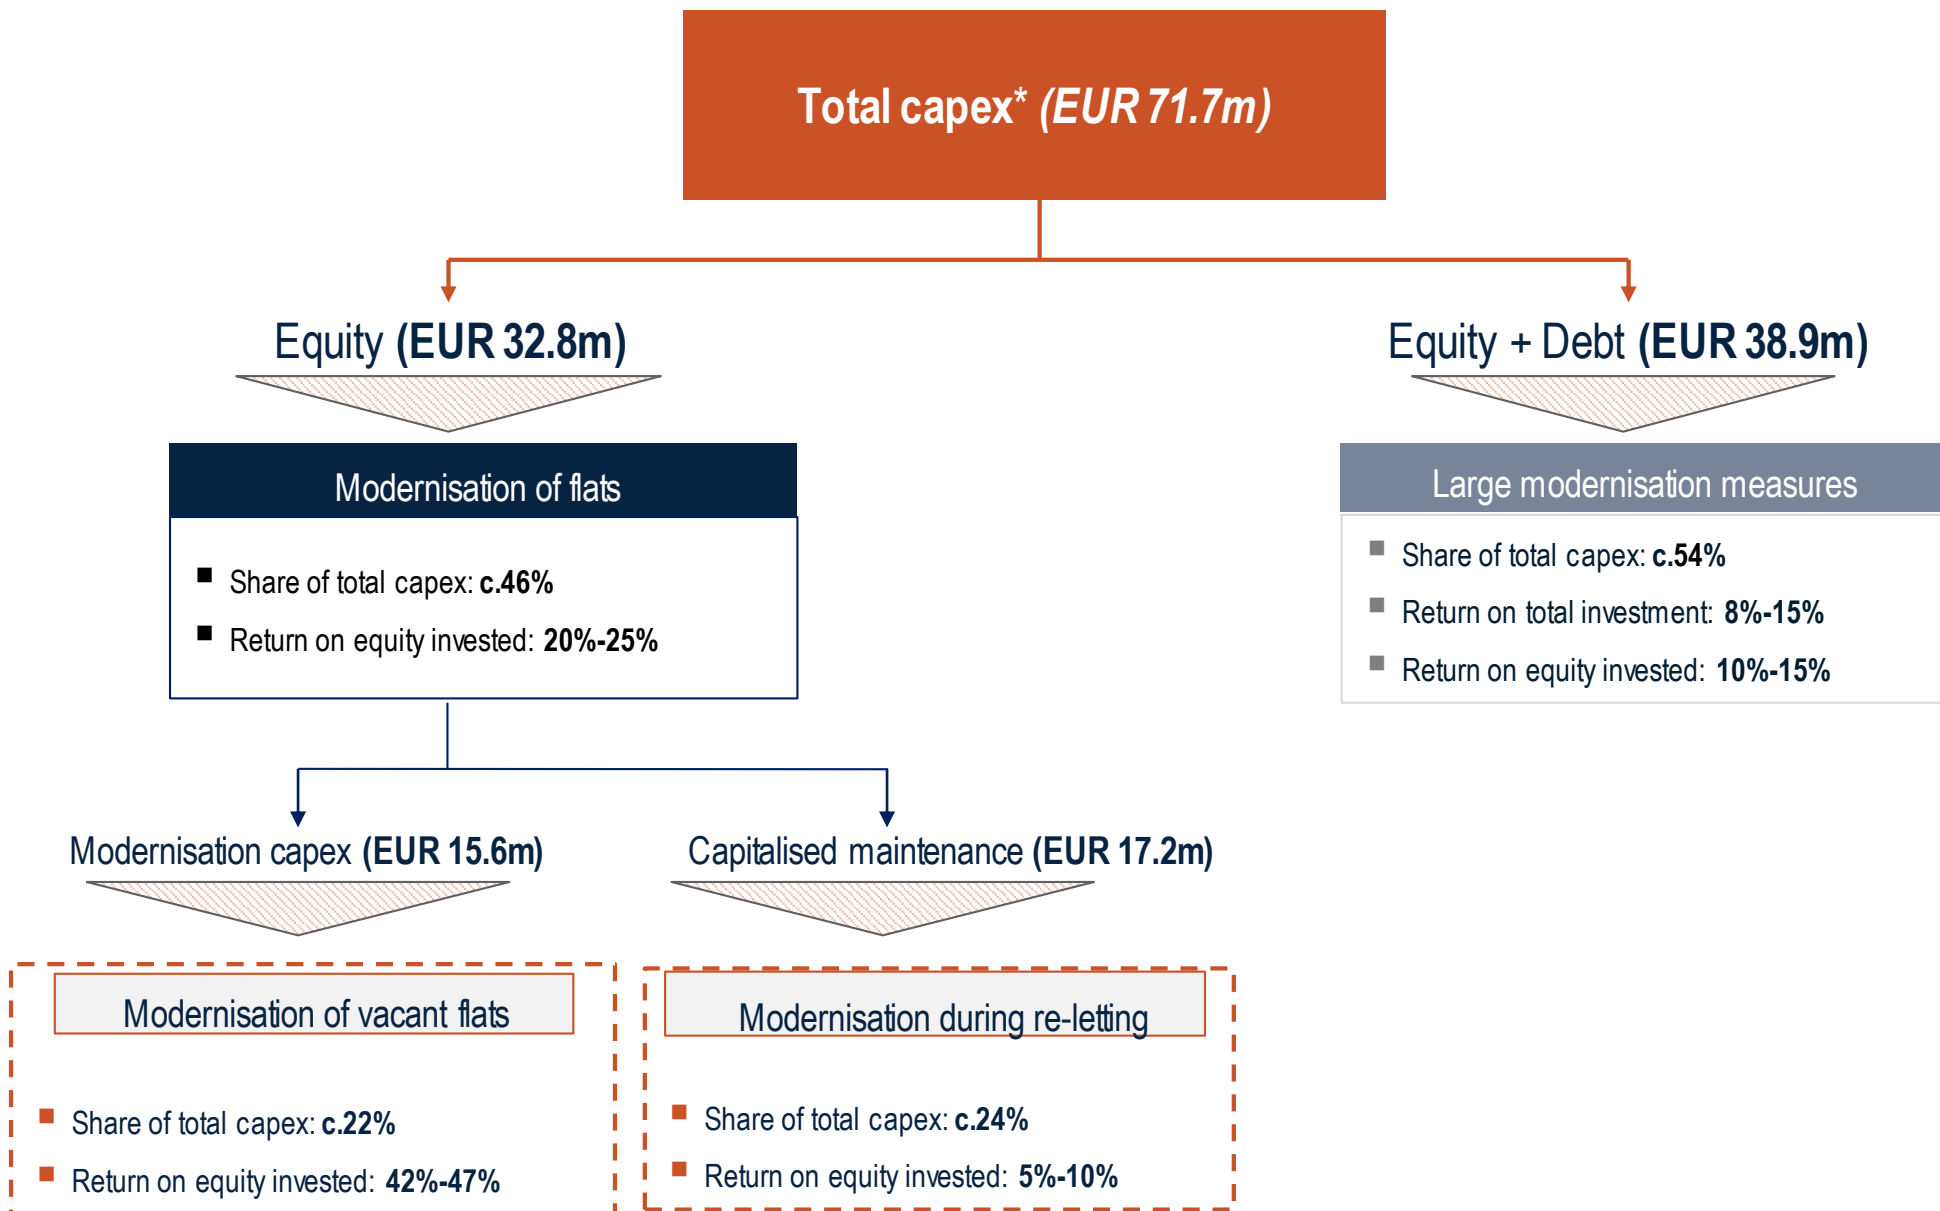 Total capex* (EUR 71.7m)
Equity (EUR 32.8m)
Equity + Debt (EUR 38.9m)
Modernisation of flats
Share of total capex: c.46%
Return on equity invested: 20%-25%
Large modernisation measures
Share of total capex: c.54%
Return on total investment: 8%-15%
Return on equity invested: 10%-15%
Modernisation capex (EUR 15.6m)
Capitalised maintenance (EUR 17.2m)
Modernisation of vacant flats
Share of total capex: c.22%
Return on equity invested: 42%-47%
Modernisation during re-letting
Share of total capex: c.24%
Return on equity invested: 5%-10%